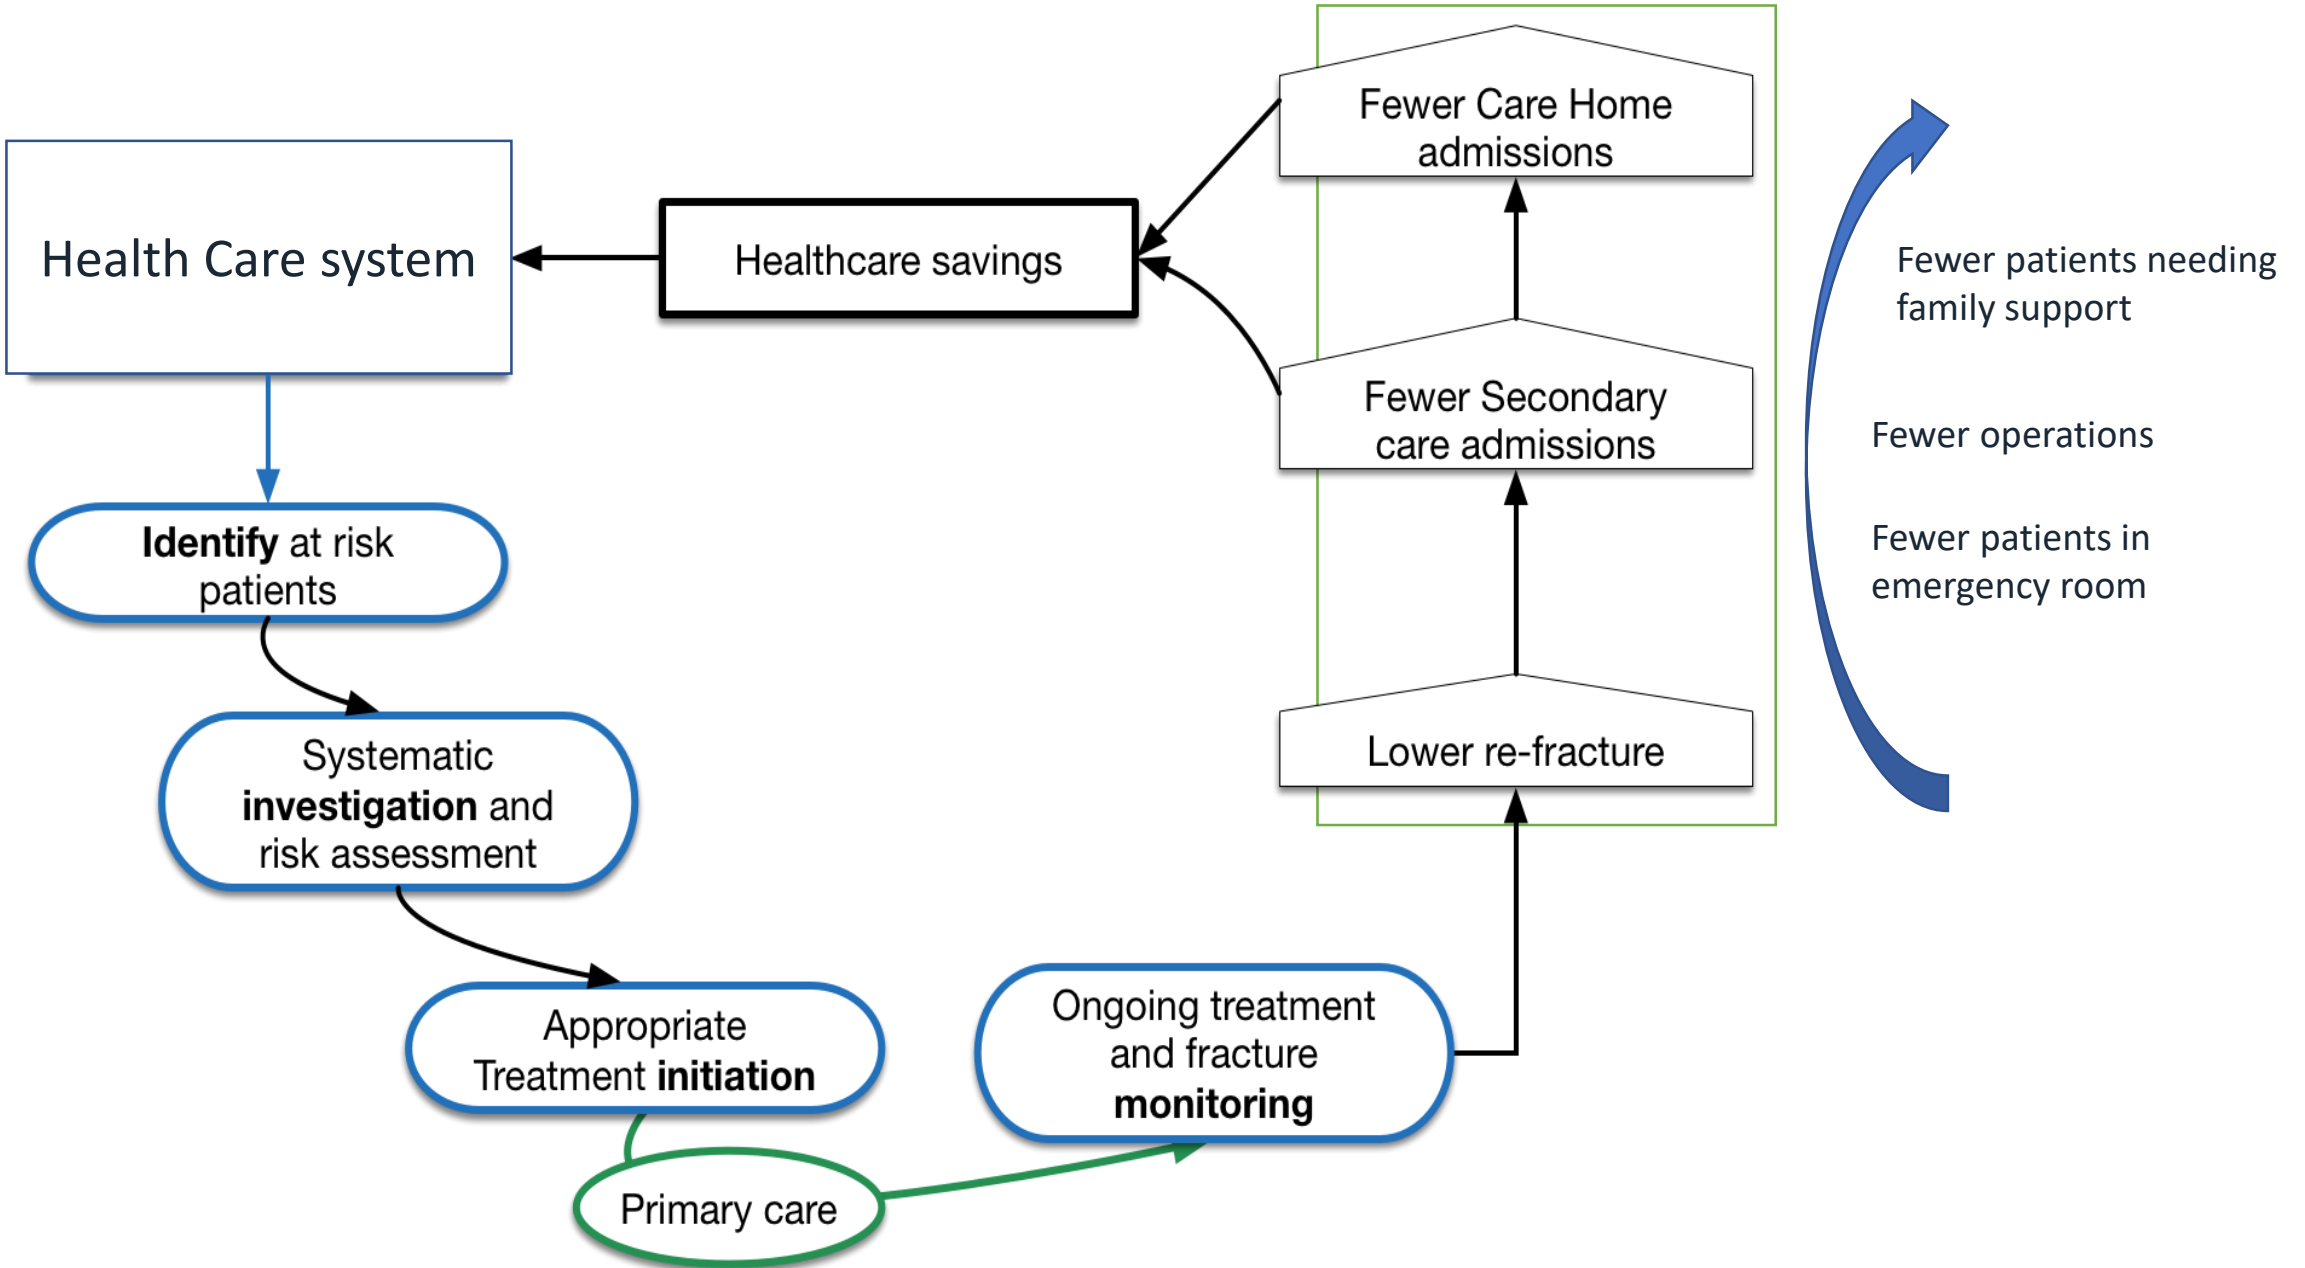 Fewer Care Home
admissions
Health Care system
Healthcare savings
Fewer patients needing
family support
Fewer Secondary
care admissions
Fewer operations
Identify at risk
patients
Fewer patients in
emergency room
Systematic
investigation and
risk assessment
Lower re-fracture
Appropriate
Treatment initiation
Ongoing treatment
and fracture
monitoring
Primary care